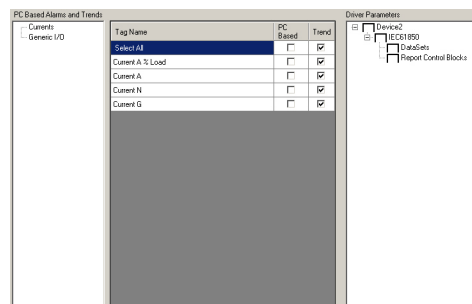 PC Based Alarms and Trends
Currents
Generic I/O
Tag Name
PC Based
Trend
Select All
Current A % Load
Current A
Current N
Current G
Driver Parameters
Device2
IEC61850
DataSets
Report Control Blocks